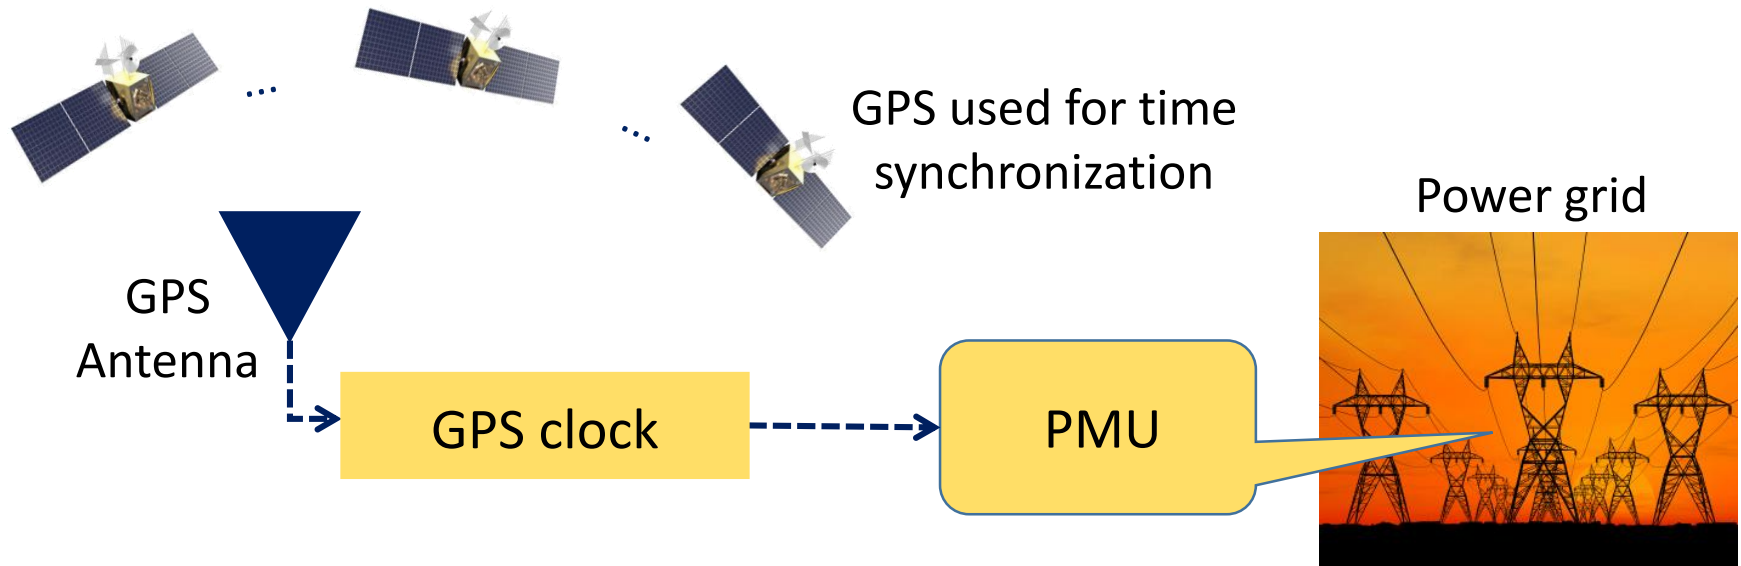 GPS used for time
synchronization
Power grid
GPS
Antenna
GPS clock
PMU